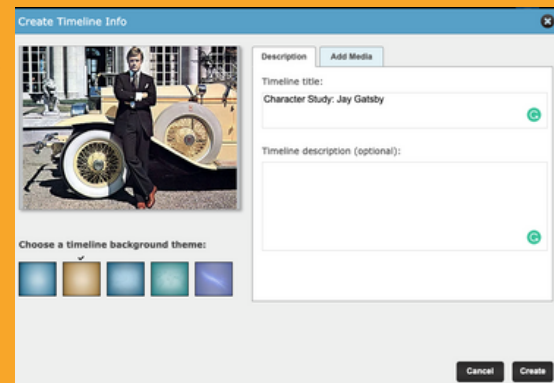 Create Timeline Info
Description
Add Media
Timeline title:
Character Study: Jay Gatsby
Timeline description (optional):
Choose a timeline background theme:
Cancel
Create